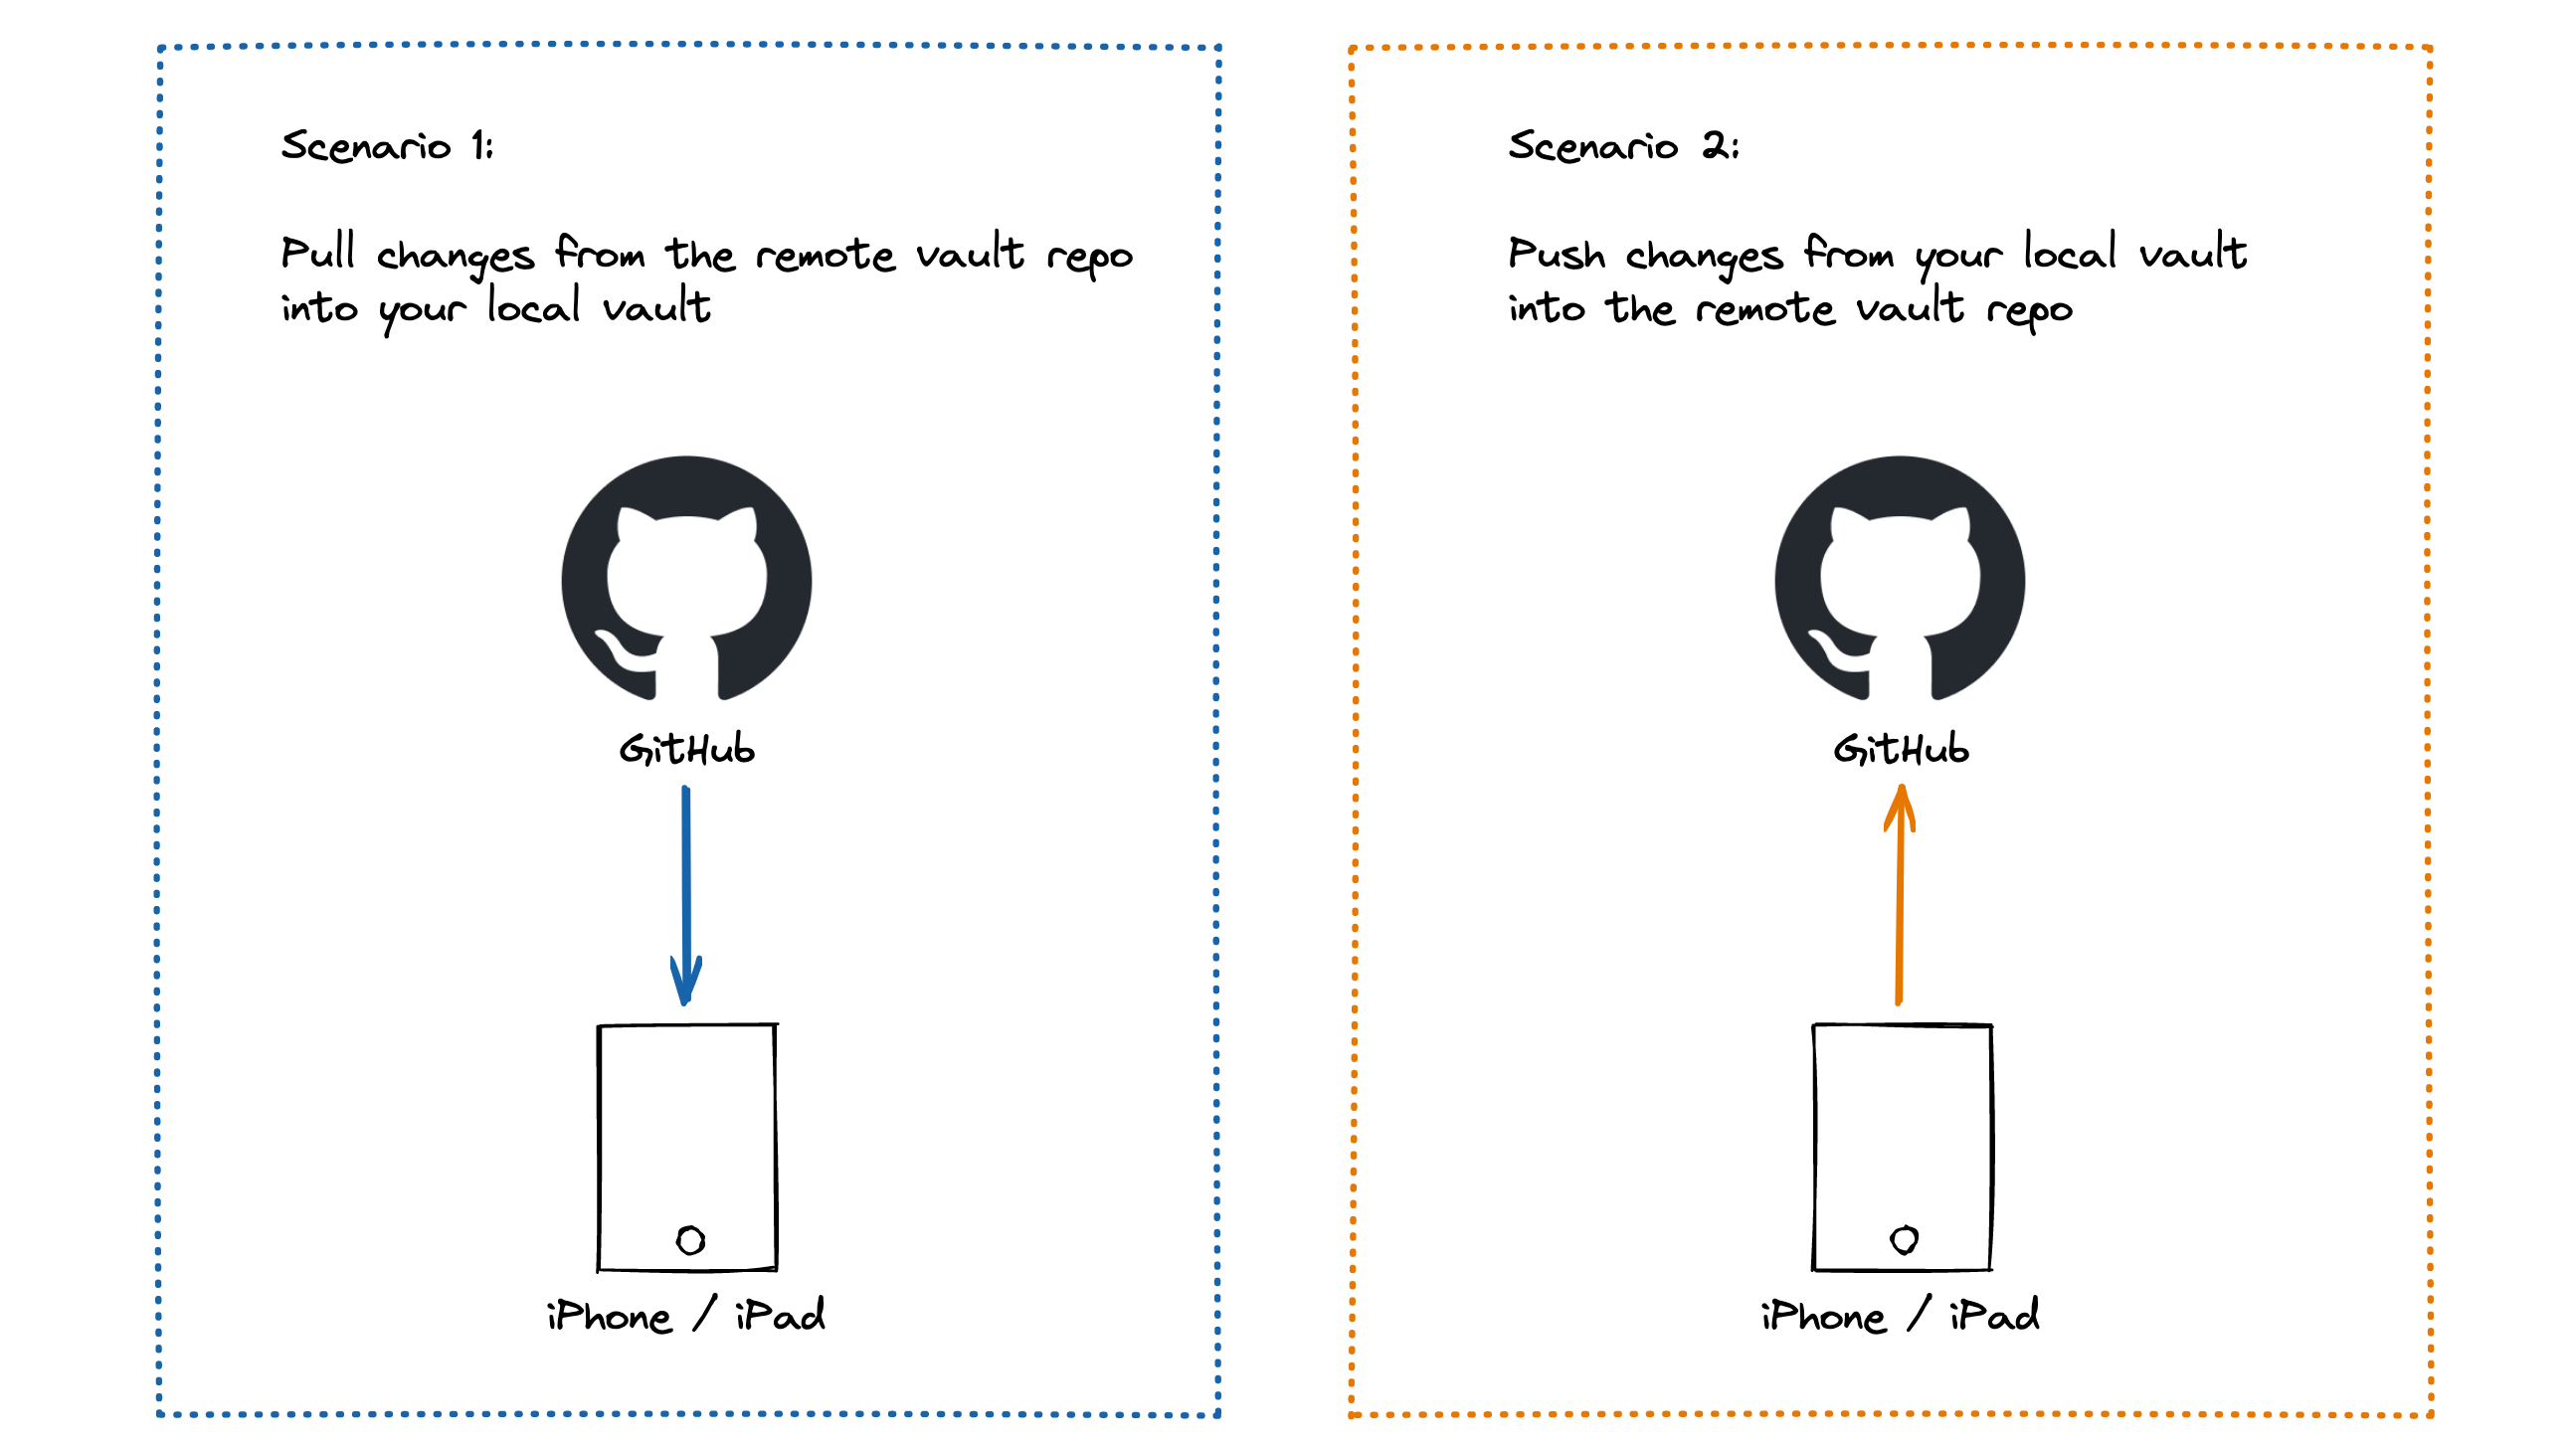 Scenario 1:
Pull changes from the remote vault repo
into your local vault
GitHub
iPhone / iPad
Scenario 2:
Push changes from your local vault
into the remote vault repo
GitHub
iPhone / iPad